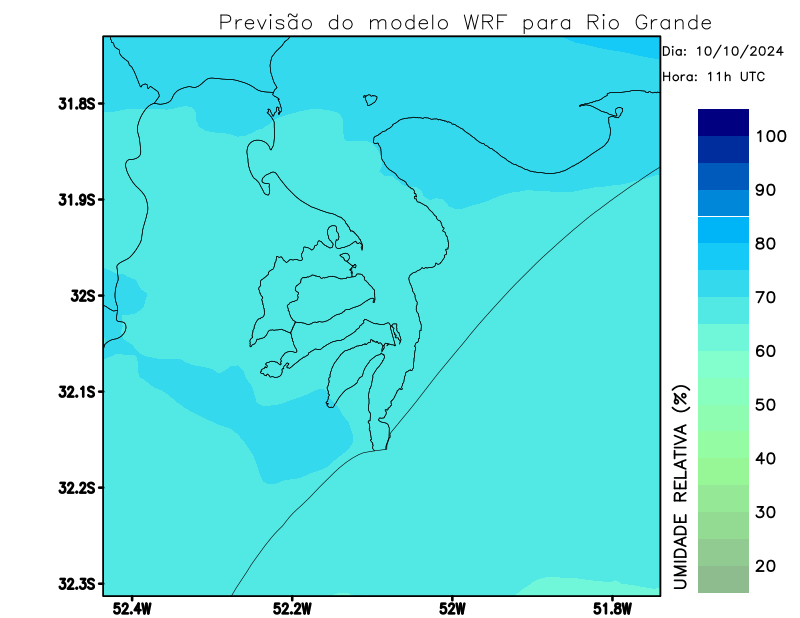 Previsão do modelo WRF para Rio Grande
Dia: 10/10/2024
Hora: 11h UTC
31.8S
31.9S
32S
32.1S
32.2S
32.3S
52.4W
52.2W
52W
51.8W
100
90
80
70
60
50
40
30
20
UMIDADE RELATIVA (%)